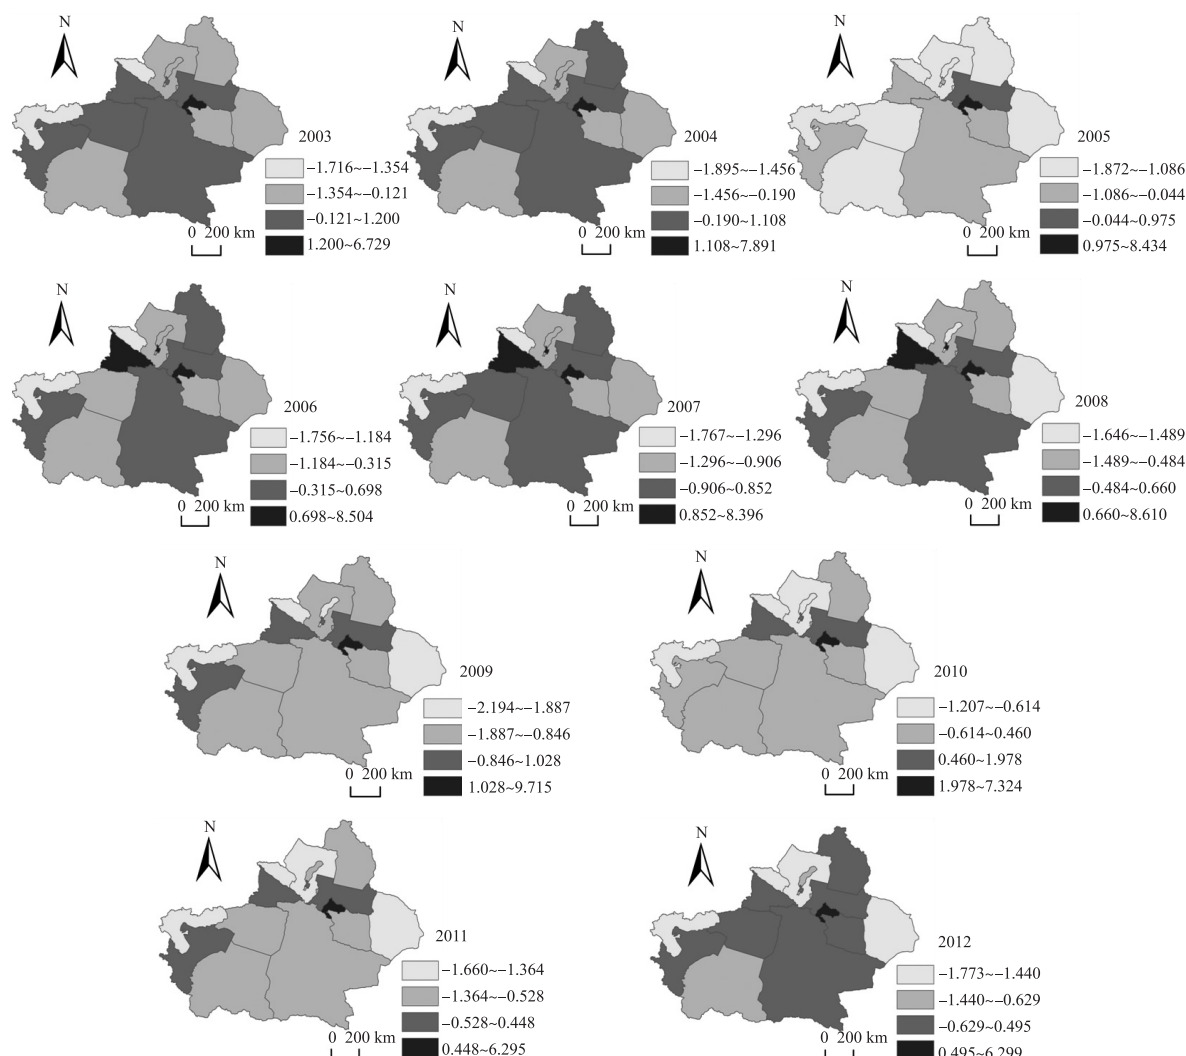 N
2003
−1.716~−1.354
−1.354~−0.121
−0.121~1.200
1.200~6.729
0 200 km
N
2004
−1.895~−1.456
−1.456~−0.190
−0.190~1.108
1.108~7.891
0 200 km
N
2005
−1.872~−1.086
−1.086~−0.044
−0.044~0.975
0.975~8.434
0 200 km
N
2006
−1.756~−1.184
−1.184~−0.315
−0.315~0.698
0.698~8.504
0 200 km
N
2007
−1.767~−1.296
−1.296~−0.906
−0.906~0.852
0.852~8.396
0 200 km
N
2008
−1.646~−1.489
−1.489~−0.484
−0.484~0.660
0.660~8.610
0 200 km
N
2009
−2.194~−1.887
−1.887~−0.846
−0.846~1.028
1.028~9.715
0 200 km
N
2010
−1.207~−0.614
−0.614~0.460
0.460~1.978
1.978~7.324
0 200 km
N
2011
−1.660~−1.364
−1.364~−0.528
−0.528~0.448
0.448~6.295
0 200 km
N
2012
−1.773~−1.440
−1.440~−0.629
−0.629~0.495
0.495~6.299
0 200 km